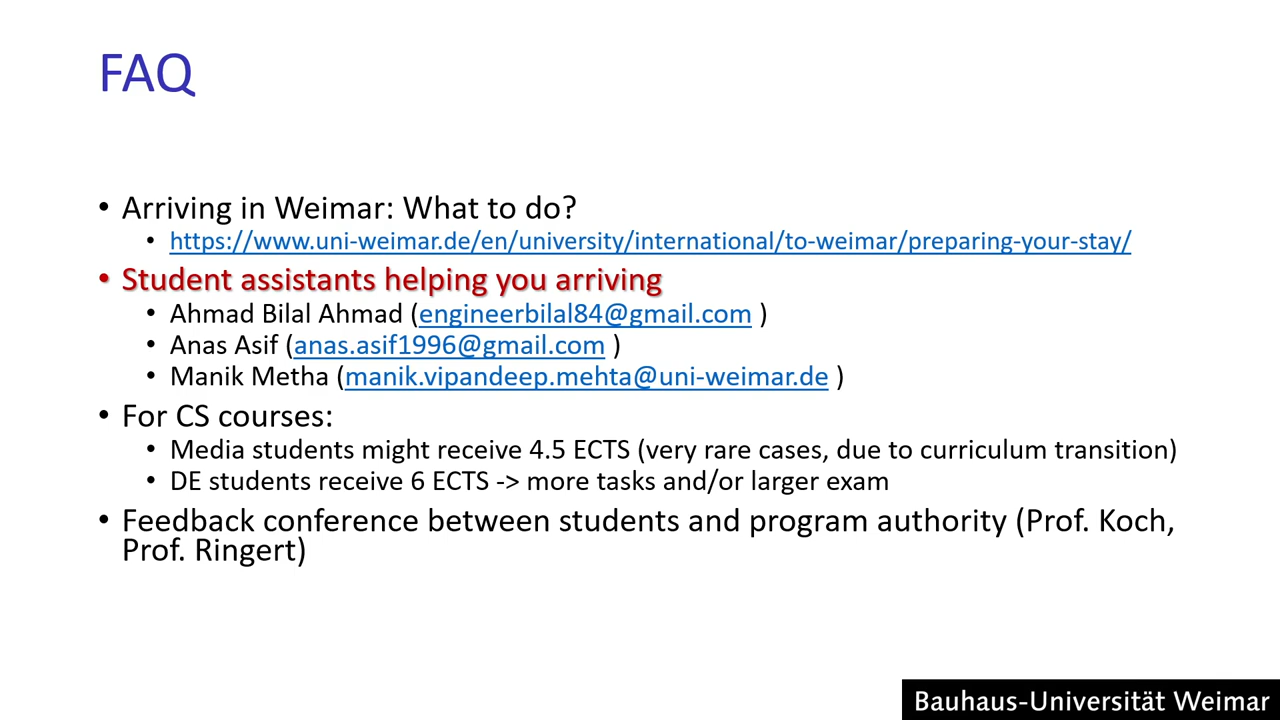 FAQ
• Arriving in Weimar: What to do?
• https://www.uni-weimar.de/en/university/international/to-weimar/preparing-your-stay/
• Student assistants helping you arriving
• Ahmad Bilal Ahmad (engineerbilal84@gmail.com )
• Anas Asif (anas.asif1996@gmail.com )
• Manik Metha (manik.vipandeep.mehta@uni-weimar.de )
• For CS courses:
• Media students might receive 4.5 ECTS (very rare cases, due to curriculum transition)
• DE students receive 6 ECTS -> more tasks and/or larger exam
• Feedback conference between students and program authority (Prof. Koch,
Prof. Ringert)
Bauhaus-Universität Weimar